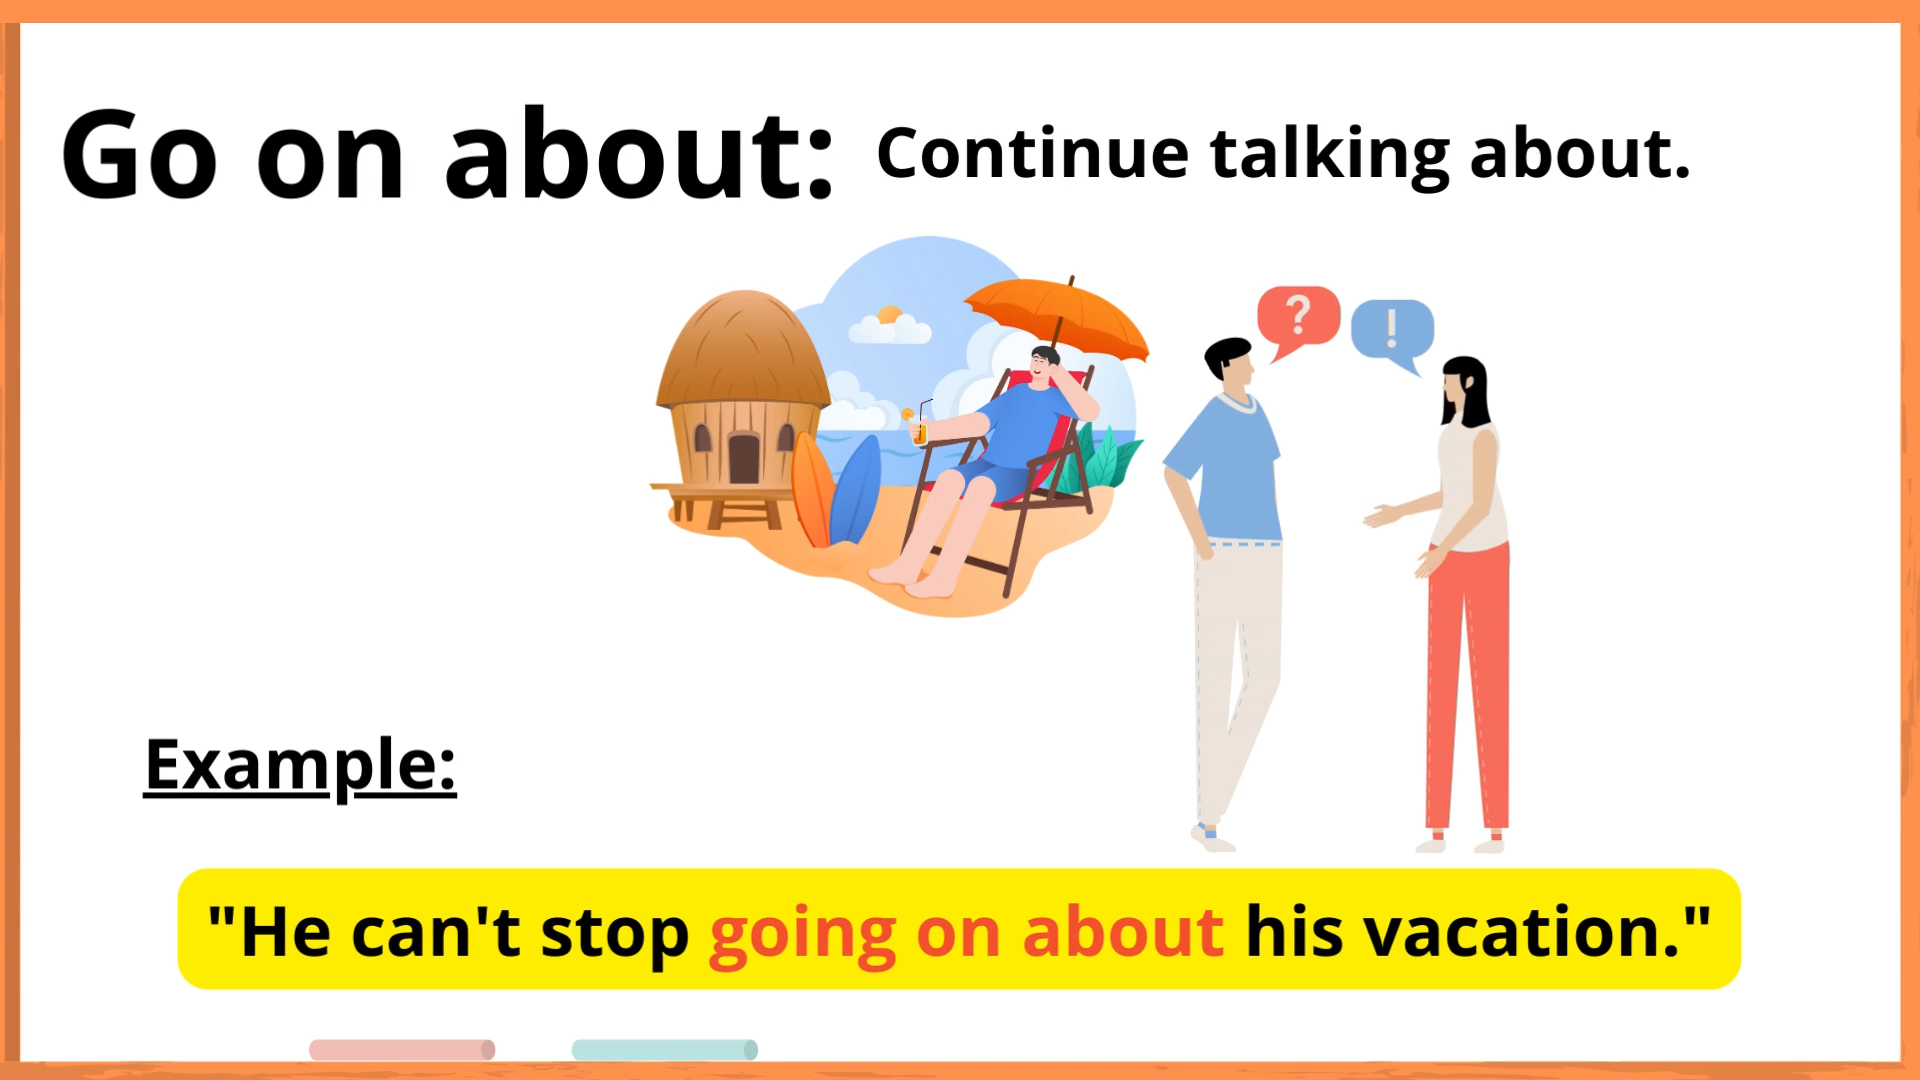 Go on about: Continue talking about.
?
!
Example:
"He can't stop going on about his vacation."